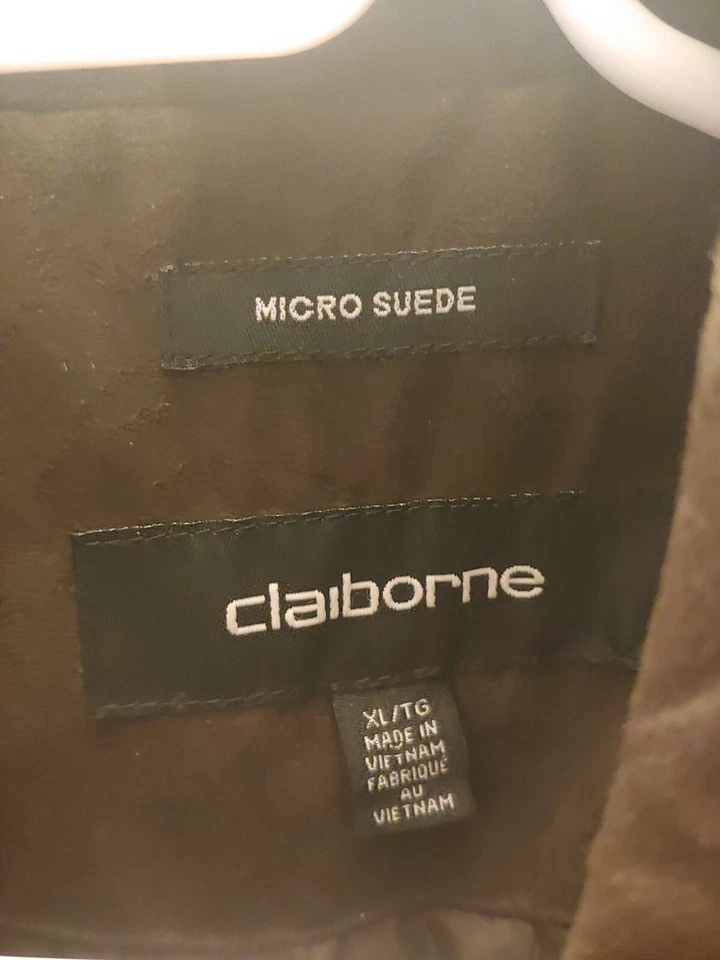 MICRO SUEDE
claiborne
XL/TG
MADE IN
VIETNAM
FABRIQUÉ
AU
VIETNAM